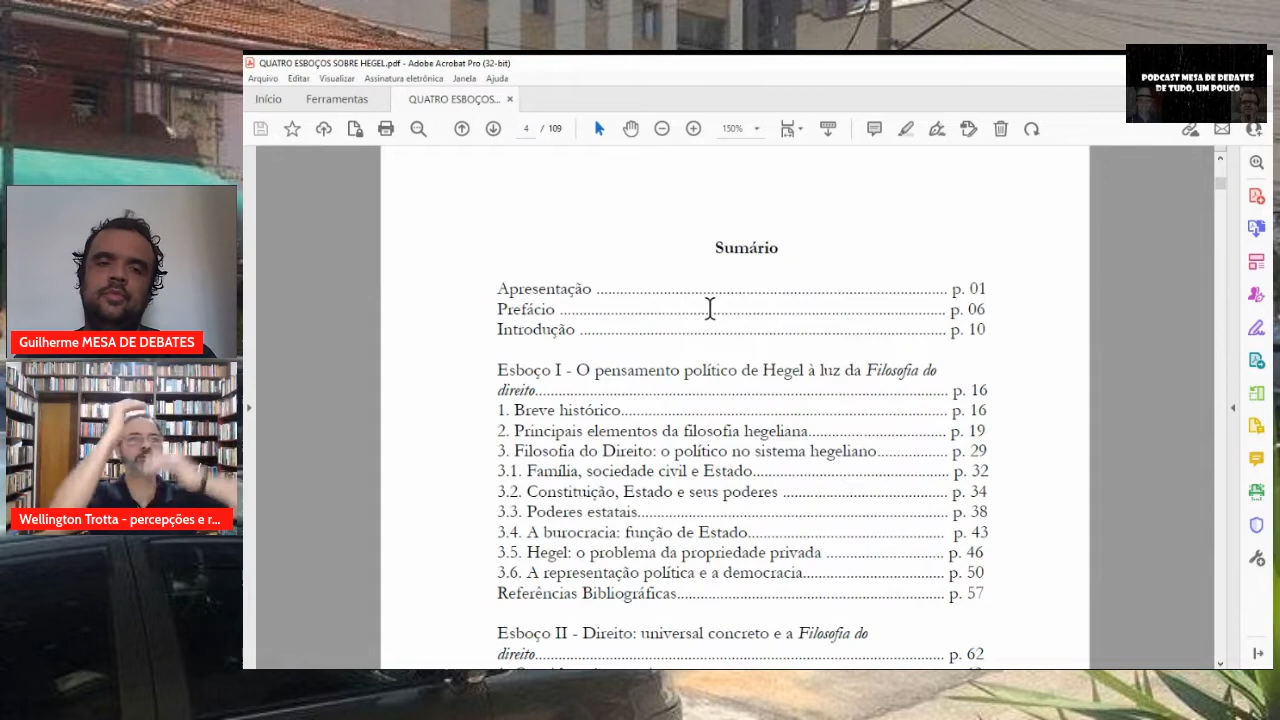 QUATRO ESBOÇOS SOBRE HEGEL.pdf - Adobe Acrobat Pro (32-bit)
Arquivo Editar Visualizar Assinatura eletrônica Janela Ajuda
Início Ferramentas QUATRO ESBOÇOS... ×
4 / 109 150%
PODCAST MESA DE DEBATES
DE TUDO, UM POUCO
Sumário
Apresentação ........................................................................................ p. 01
Prefácio ................................................................................................. p. 06
Introdução ............................................................................................ p. 10
Esboço I - O pensamento político de Hegel à luz da Filosofia do
direito.................................................................................................... p. 16
1. Breve histórico.................................................................................. p. 16
2. Principais elementos da filosofia hegeliana................................... p. 19
3. Filosofia do Direito: o político no sistema hegeliano................. p. 29
3.1. Família, sociedade civil e Estado................................................ p. 32
3.2. Constituição, Estado e seus poderes ......................................... p. 34
3.3. Poderes estatais............................................................................. p. 38
3.4. A burocracia: função de Estado.................................................. p. 43
3.5. Hegel: o problema da propriedade privada ............................. p. 46
3.6. A representação política e a democracia................................... p. 50
Referências Bibliográficas.................................................................... p. 57
Esboço II - Direito: universal concreto e a Filosofia do
direito.................................................................................................... p. 62
Guilherme MESA DE DEBATES
Wellington Trotta - percepções e r...